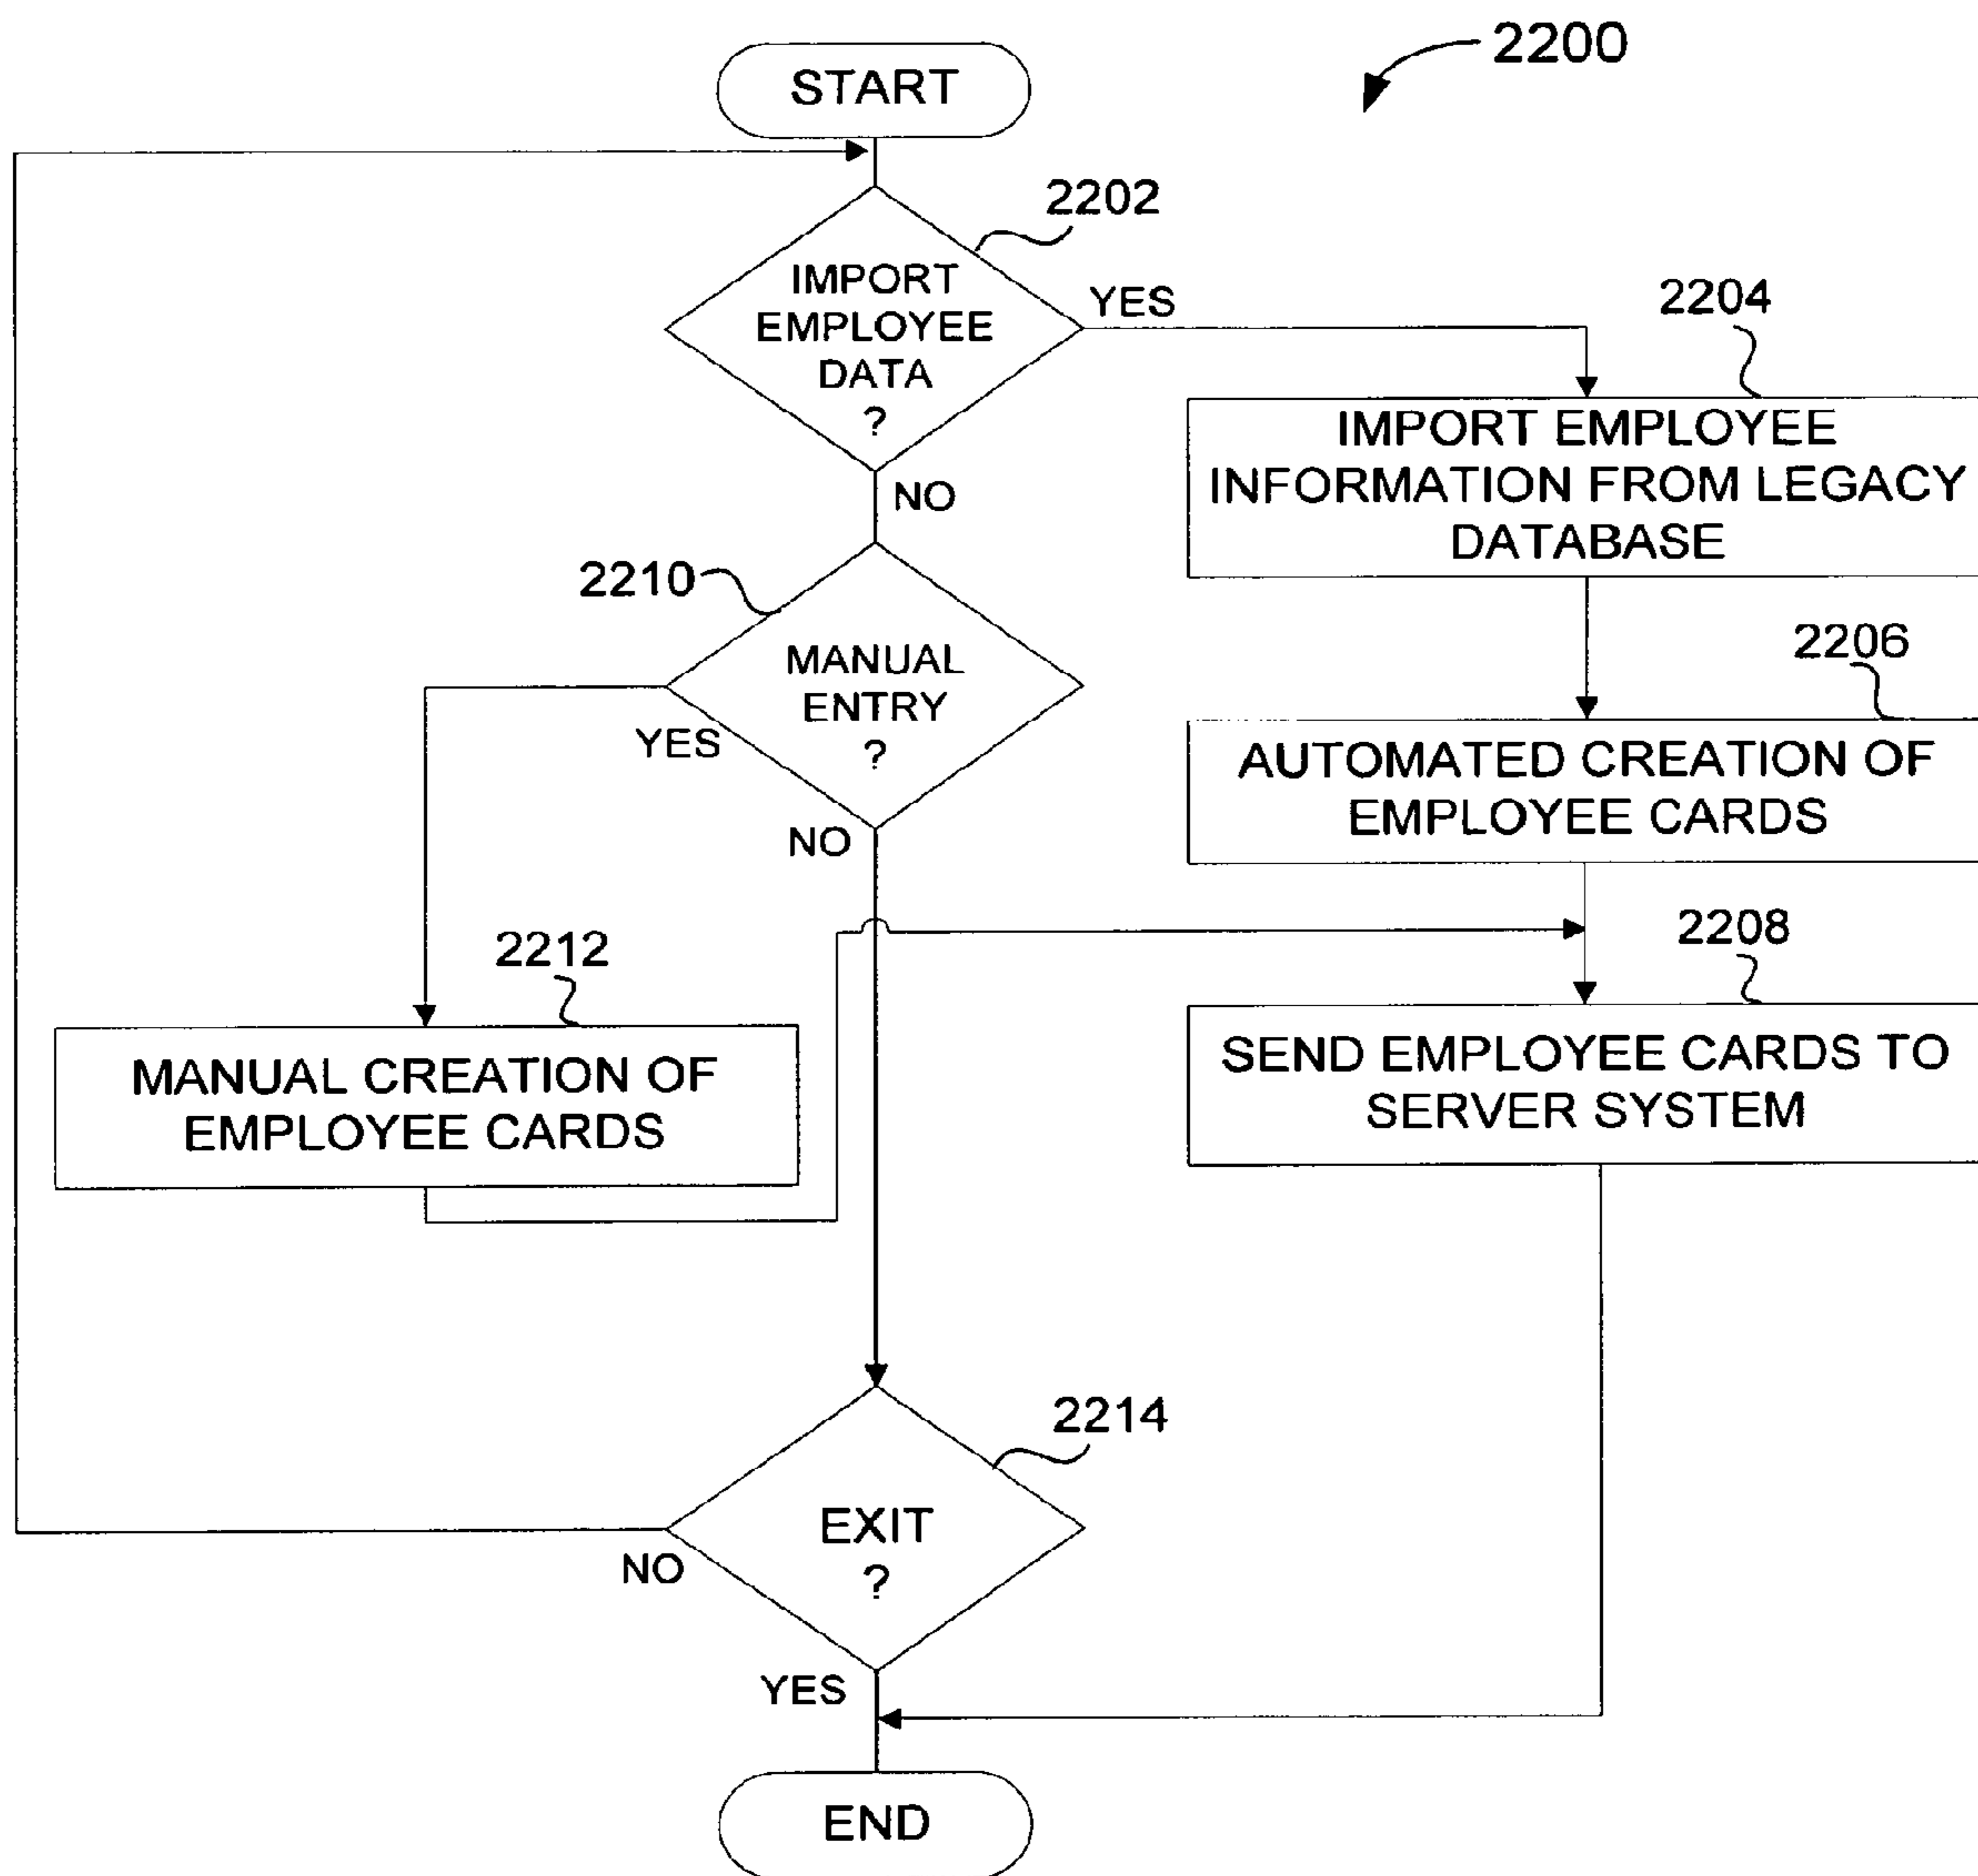 2200
START
2202
IMPORT
EMPLOYEE
DATA
?
YES
NO
2204
IMPORT EMPLOYEE
INFORMATION FROM LEGACY
DATABASE
2210
MANUAL
ENTRY
?
YES
NO
2206
AUTOMATED CREATION OF
EMPLOYEE CARDS
2212
MANUAL CREATION OF
EMPLOYEE CARDS
2208
SEND EMPLOYEE CARDS TO
SERVER SYSTEM
2214
EXIT
?
NO
YES
END